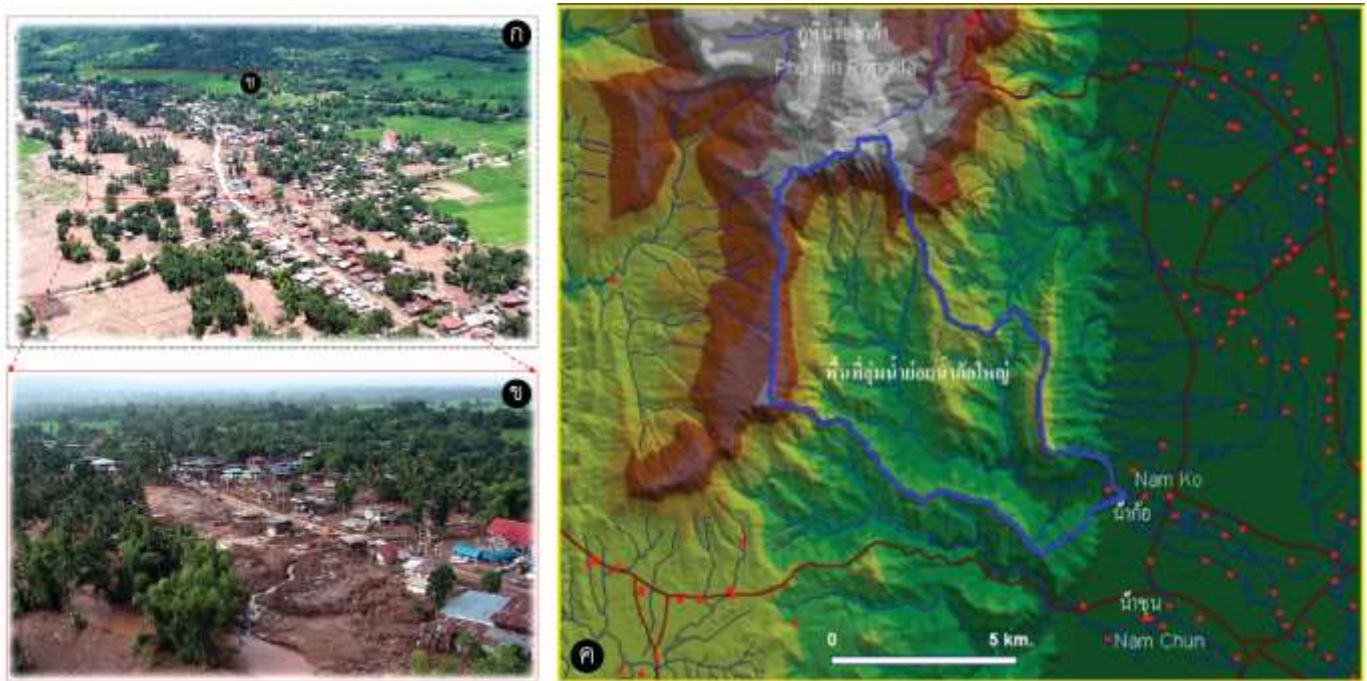 ก
ข
ข
ภูหินร่องกล้า
Phu Hin Rongkla
พื้นที่ลุ่มน้ำย่อยน้ำก้อใหญ่
Nam Ko
น้ำก้อ
น้ำชุน
Nam Chun
0 5 km.
ค